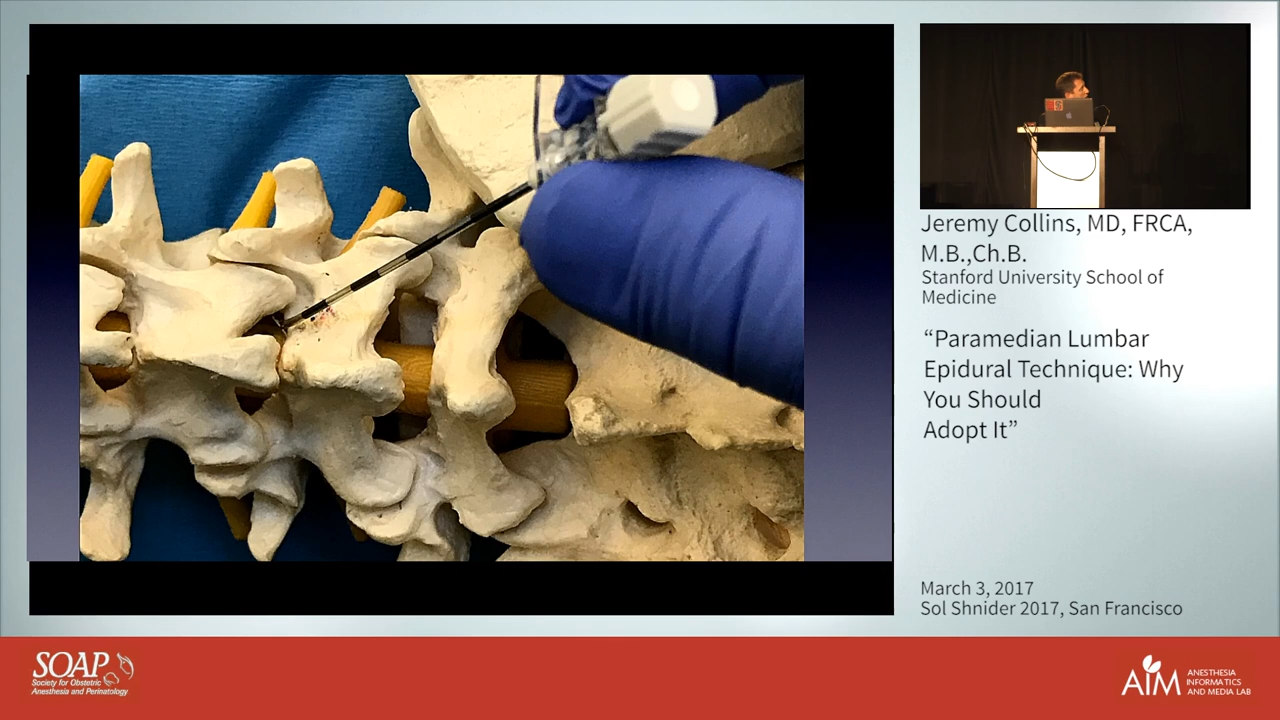 Jeremy Collins, MD, FRCA,
M.B.,Ch.B.
Stanford University School of
Medicine
“Paramedian Lumbar
Epidural Technique: Why
You Should
Adopt It”
March 3, 2017
Sol Shnider 2017, San Francisco
SOAP
Society for Obstetric
Anesthesia and Perinatology
AIM
ANESTHESIA
INFORMATICS
AND MEDIA LAB